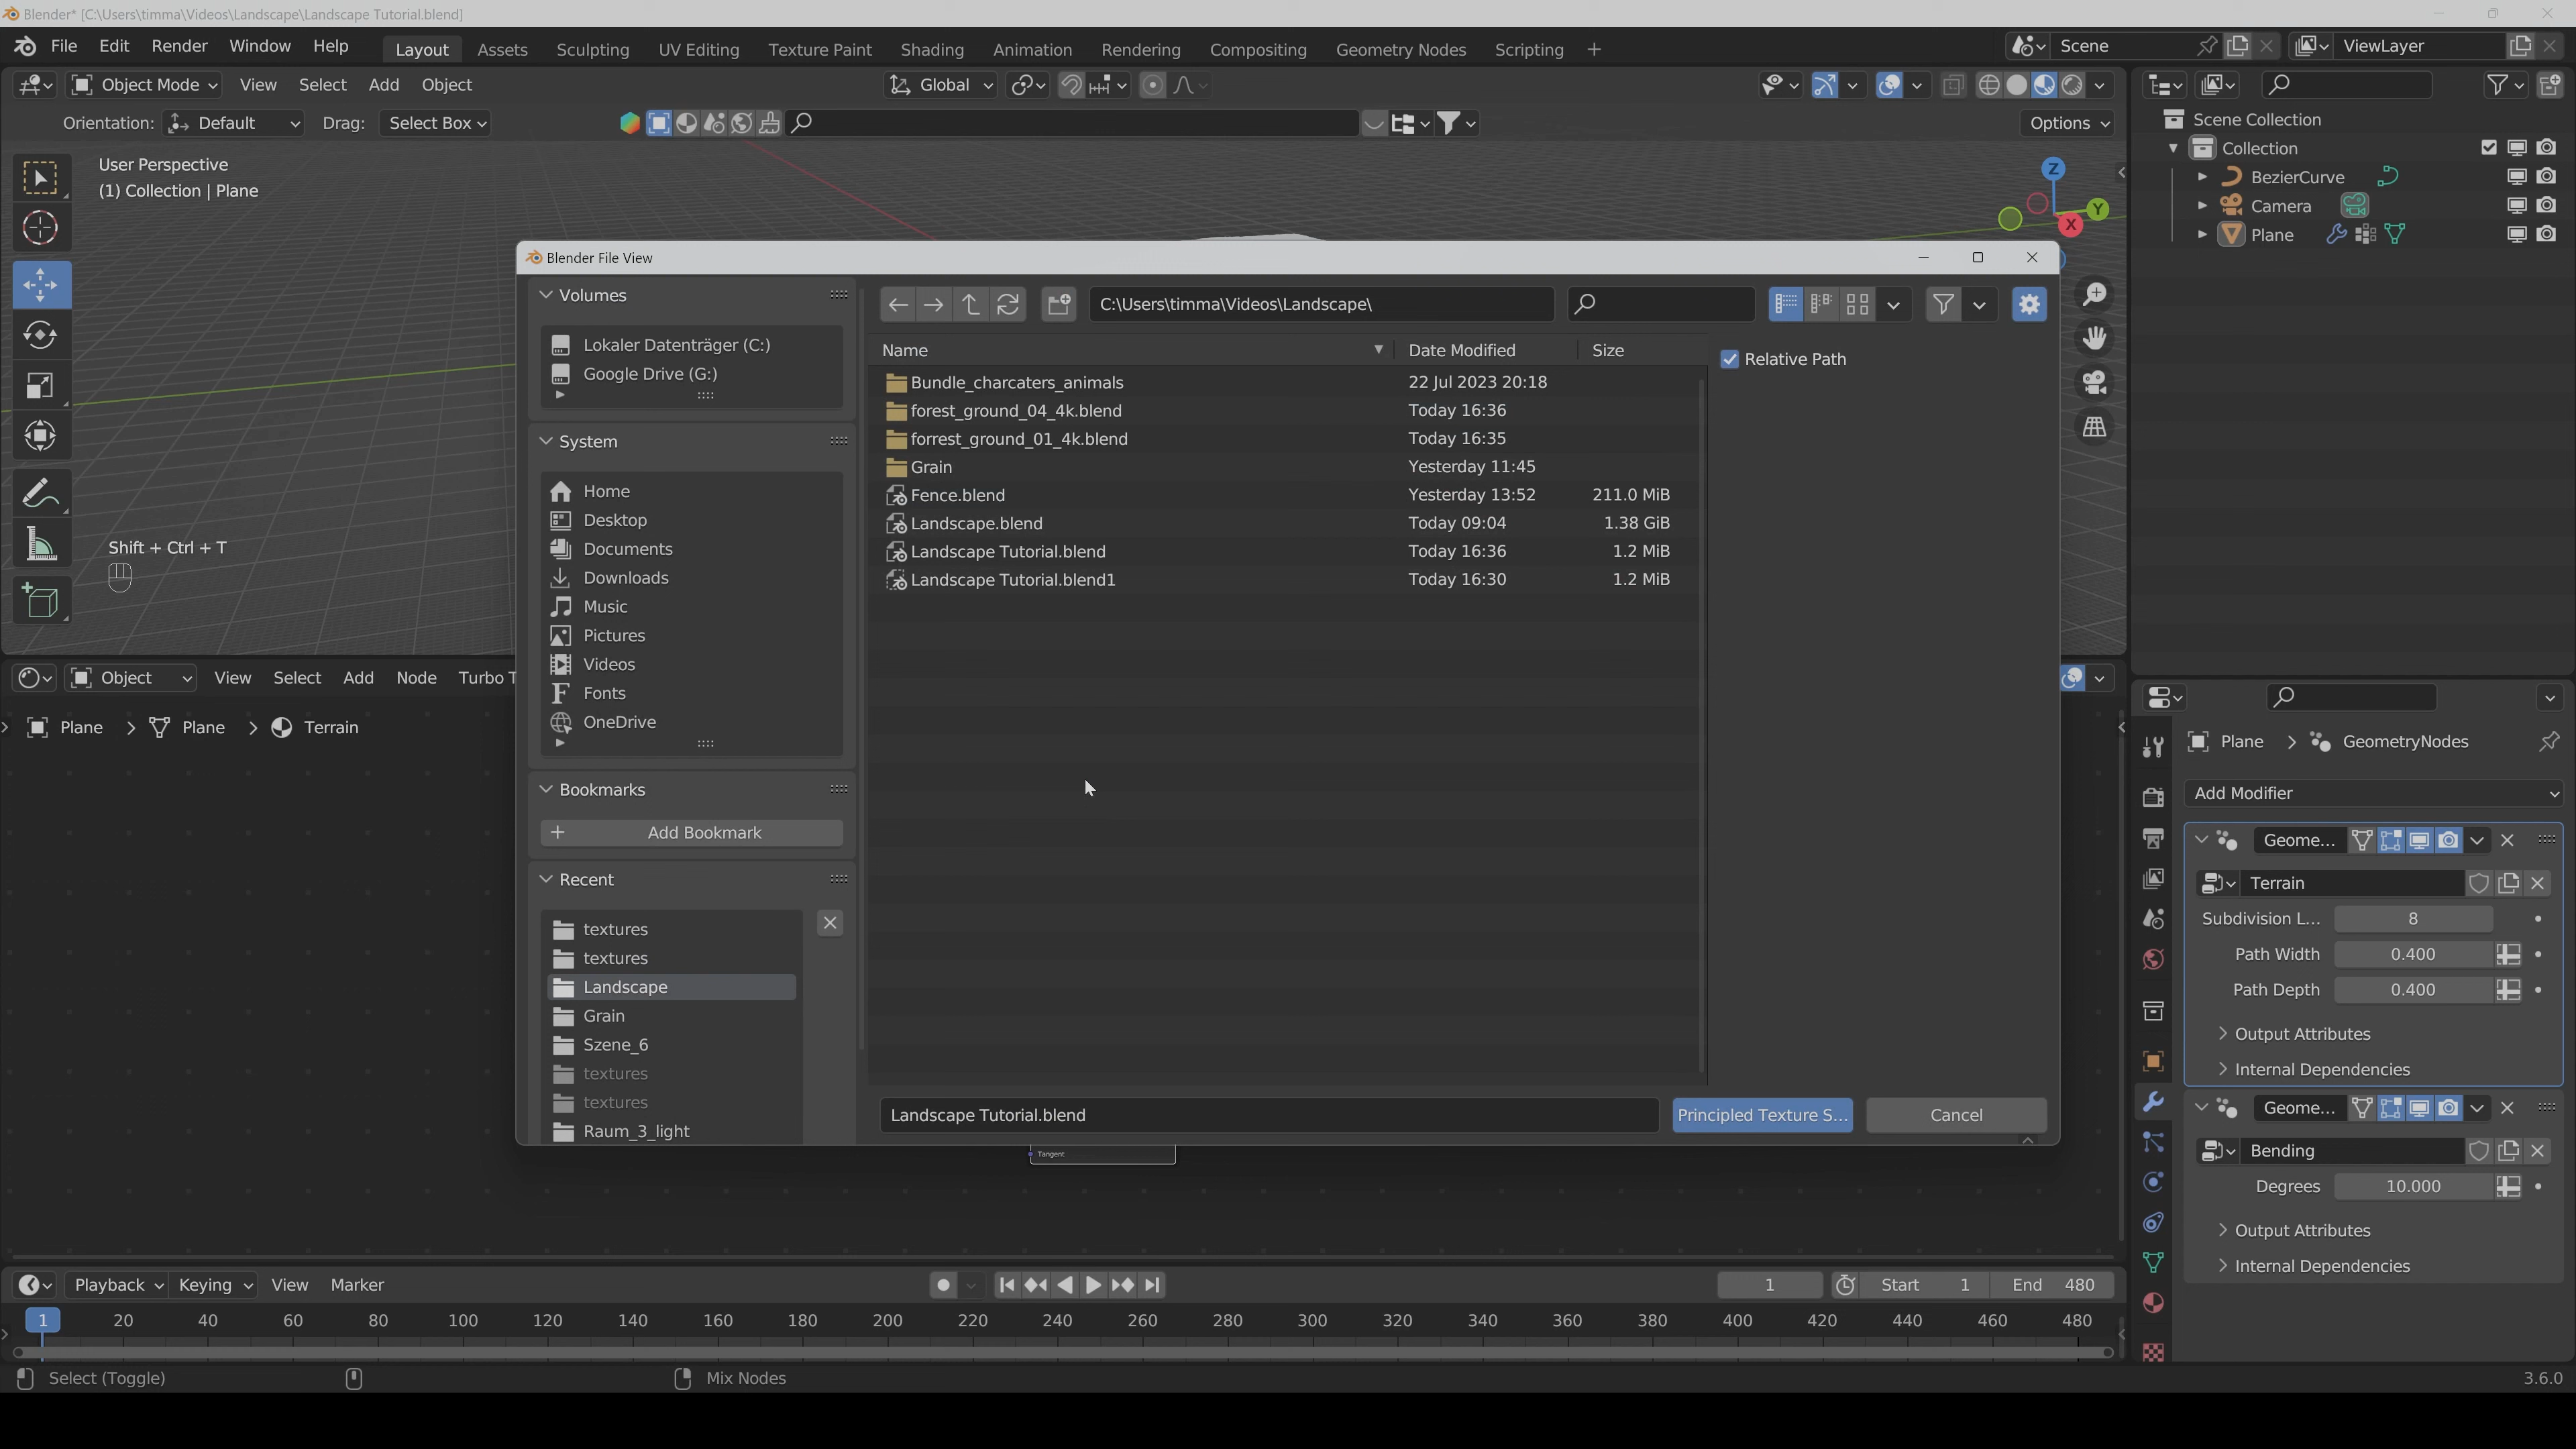 Blender* [C:\Users\timma\Videos\Landscape\Landscape Tutorial.blend]
File Edit Render Window Help Layout Assets Sculpting UV Editing Texture Paint Shading Animation Rendering Compositing Geometry Nodes Scripting + Scene ViewLayer
Object Mode View Select Add Object Global
Orientation: Default Drag: Select Box Options
User Perspective
(1) Collection | Plane
Z
Y
X
Shift + Ctrl + T
Scene Collection
Collection
BezierCurve
Camera
Plane
Blender File View
Volumes
Lokaler Datenträger (C:)
Google Drive (G:)
System
Home
Desktop
Documents
Downloads
Music
Pictures
Videos
Fonts
OneDrive
Bookmarks
Add Bookmark
Recent
textures
textures
Landscape
Grain
Szene_6
textures
textures
Raum_3_light
C:\Users\timma\Videos\Landscape\
Name Date Modified Size
Bundle_charcaters_animals 22 Jul 2023 20:18
forest_ground_04_4k.blend Today 16:36
forrest_ground_01_4k.blend Today 16:35
Grain Yesterday 11:45
Fence.blend Yesterday 13:52 211.0 MiB
Landscape.blend Today 09:04 1.38 GiB
Landscape Tutorial.blend Today 16:36 1.2 MiB
Landscape Tutorial.blend1 Today 16:30 1.2 MiB
Relative Path
Landscape Tutorial.blend Principled Texture S... Cancel
Object View Select Add Node Turbo T
Plane Plane Terrain
Tangent
Plane GeometryNodes
Add Modifier
Geome...
Terrain
Subdivision L... 8
Path Width 0.400
Path Depth 0.400
Output Attributes
Internal Dependencies
Geome...
Bending
Degrees 10.000
Output Attributes
Internal Dependencies
Playback Keying View Marker 1 Start 1 End 480
1 20 40 60 80 100 120 140 160 180 200 220 240 260 280 300 320 340 360 380 400 420 440 460 480
Select (Toggle) Mix Nodes 3.6.0